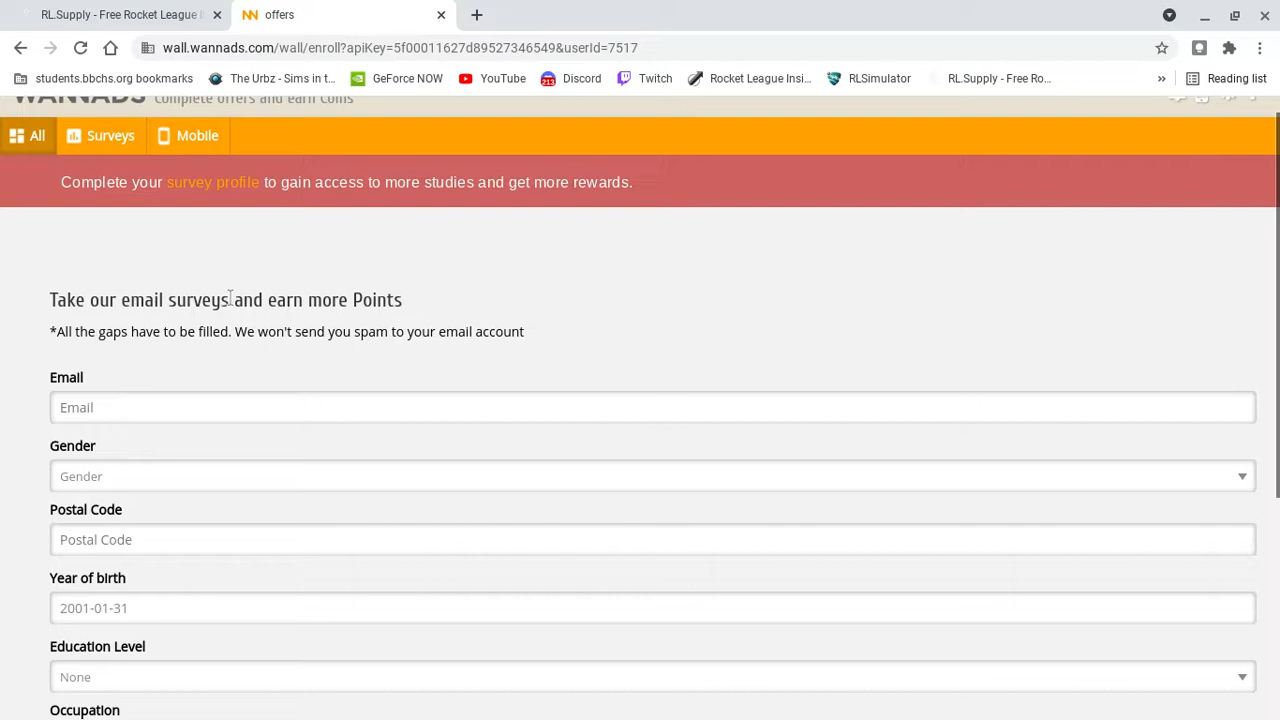 RL.Supply - Free Rocket League I
offers
wall.wannads.com/wall/enroll?apiKey=5f00011627d89527346549&userId=7517
students.bbchs.org bookmarks
The Urbz - Sims in t...
GeForce NOW
YouTube
213
Discord
Twitch
Rocket League Insi...
RLSimulator
RL.Supply - Free Ro...
»
Reading list
WANNADS
complete offers and earn coins
All
Surveys
Mobile
Complete your survey profile to gain access to more studies and get more rewards.
Take our email surveys and earn more Points
*All the gaps have to be filled. We won't send you spam to your email account
Email
Email
Gender
Gender
Postal Code
Postal Code
Year of birth
2001-01-31
Education Level
None
Occupation